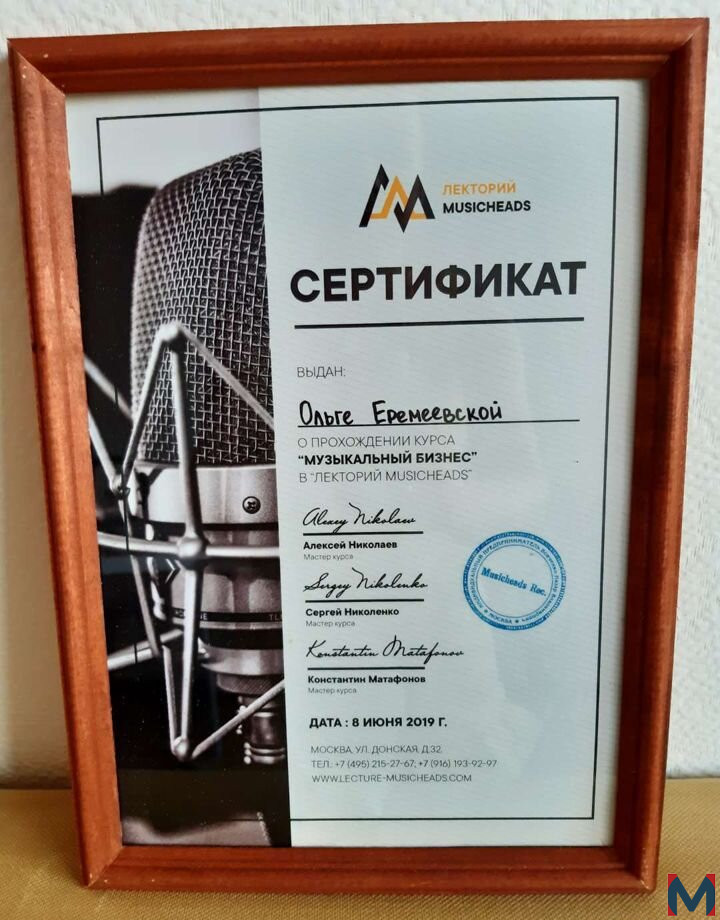 ЛЕКТОРИЙ
MUSICHEADS
СЕРТИФИКАТ
ВЫДАН:
Ольге Еремеевской
О ПРОХОЖДЕНИИ КУРСА
“МУЗЫКАЛЬНЫЙ БИЗНЕС”
В “ЛЕКТОРИЙ MUSICHEADS”
Alexey Nikolaev
Алексей Николаев
Мастер курса
Sergey Nikolenko
Сергей Николенко
Мастер курса
Musicheads Rec.
МОСКВА
Konstantin Matafonov
Константин Матафонов
Мастер курса
ДАТА : 8 ИЮНЯ 2019 Г.
МОСКВА, УЛ. ДОНСКАЯ, Д.32,
ТЕЛ.: +7 (495) 215-27-67; +7 (916) 193-92-97
WWW.LECTURE-MUSICHEADS.COM
M